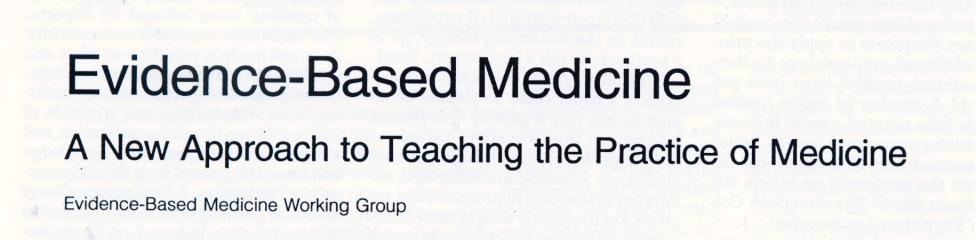 Evidence-Based Medicine
A New Approach to Teaching the Practice of Medicine
Evidence-Based Medicine Working Group